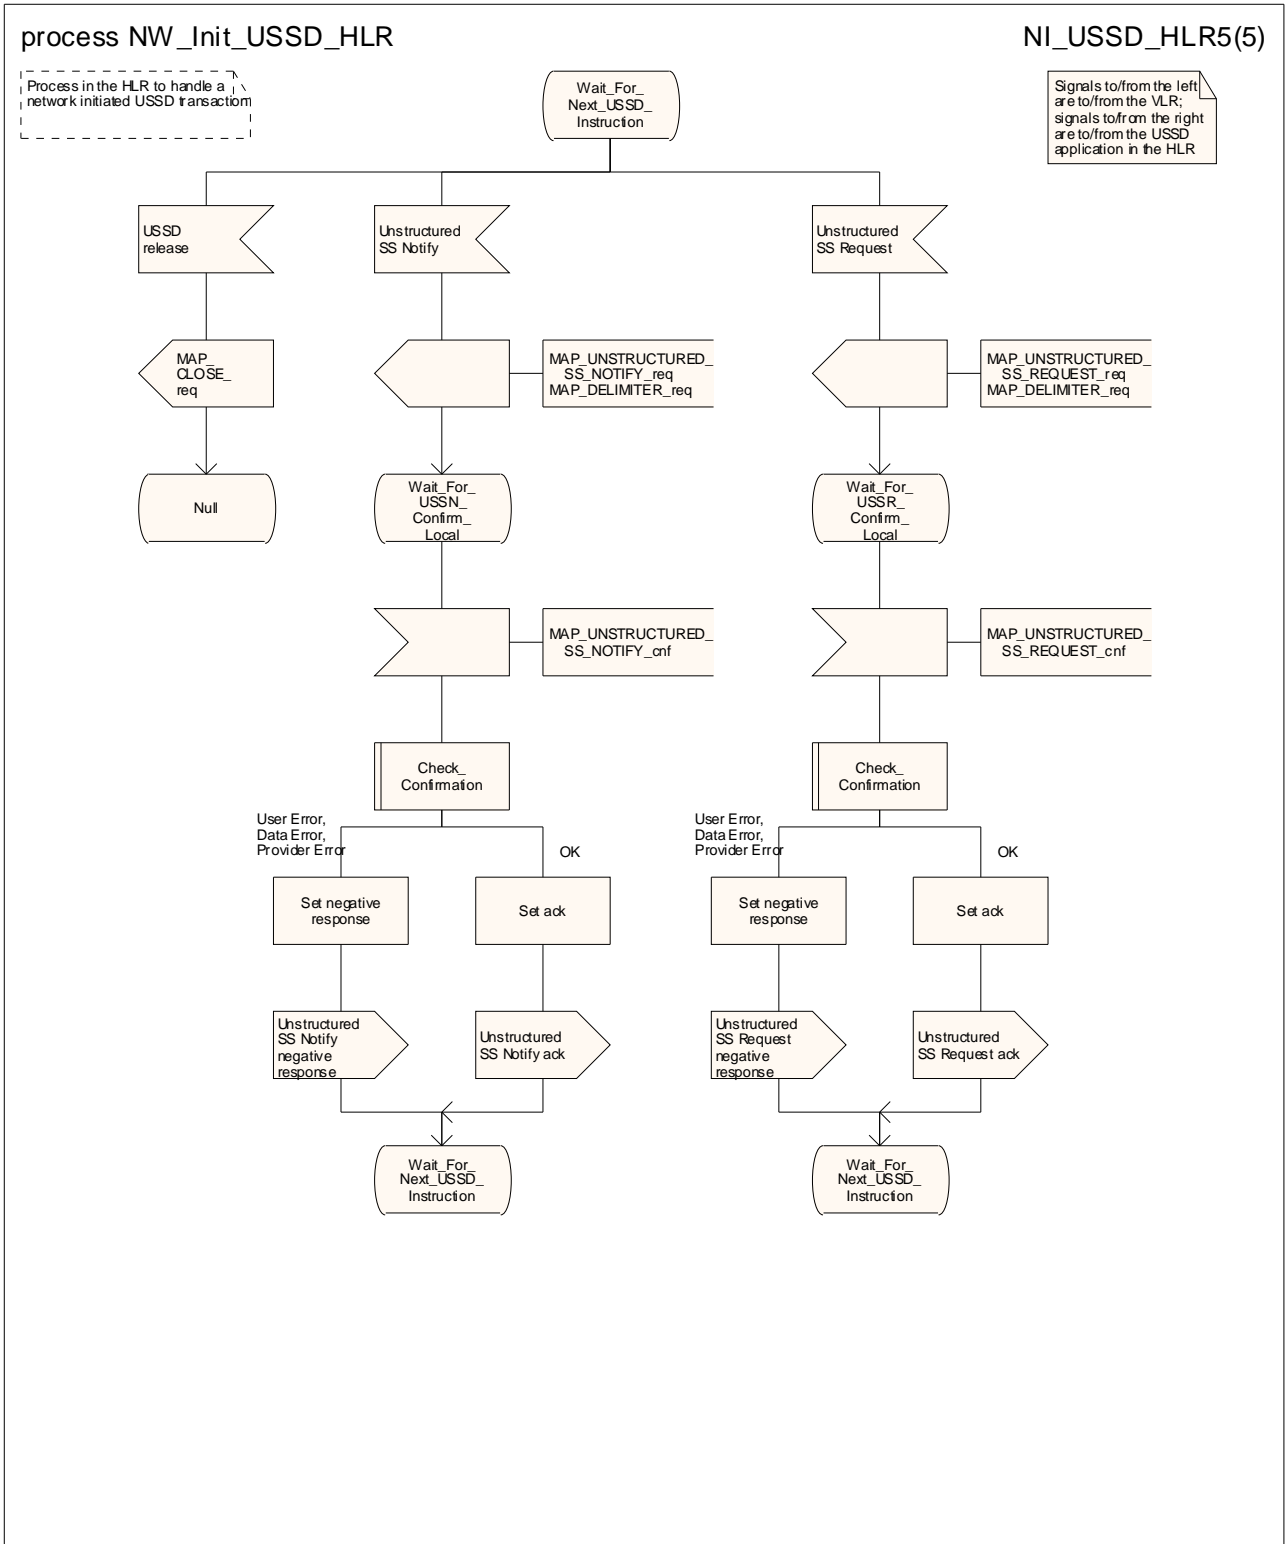 process NW_Init_USSD_HLR
NI_USSD_HLR5(5)
Process in the HLR to handle a
network initiated USSD transaction
Wait_For_
Next_USSD_
Instruction
Signals to/from the left
are to/from the VLR;
signals to/from the right
are to/from the USSD
application in the HLR
USSD
release
Unstructured
SS Notify
Unstructured
SS Request
MAP_
CLOSE_
req
MAP_UNSTRUCTURED_
SS_NOTIFY_req
MAP_DELIMITER_req
MAP_UNSTRUCTURED_
SS_REQUEST_req
MAP_DELIMITER_req
Null
Wait_For_
USSN_
Confirm_
Local
Wait_For_
USSR_
Confirm_
Local
MAP_UNSTRUCTURED_
SS_NOTIFY_cnf
MAP_UNSTRUCTURED_
SS_REQUEST_cnf
Check_
Confirmation
Check_
Confirmation
User Error,
Data Error,
Provider Error
OK
User Error,
Data Error,
Provider Error
OK
Set negative
response
Set ack
Set negative
response
Set ack
Unstructured
SS Notify
negative
response
Unstructured
SS Notify ack
Unstructured
SS Request
negative
response
Unstructured
SS Request ack
Wait_For_
Next_USSD_
Instruction
Wait_For_
Next_USSD_
Instruction